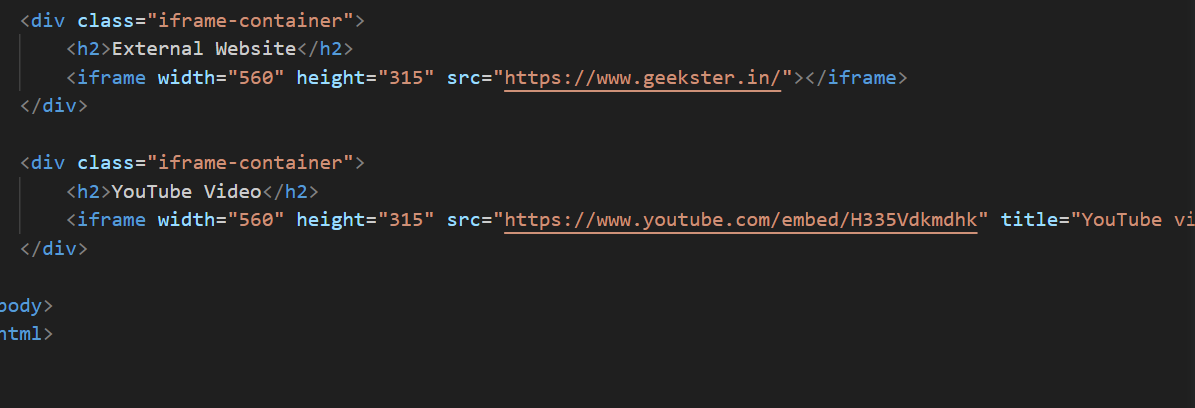 <div class="iframe-container">
<h2>External Website</h2>
<iframe width="560" height="315" src="https://www.geekster.in/"></iframe>
</div>
<div class="iframe-container">
<h2>YouTube Video</h2>
<iframe width="560" height="315" src="https://www.youtube.com/embed/H335Vdkmdhk" title="YouTube vi
</div>
body>
html>